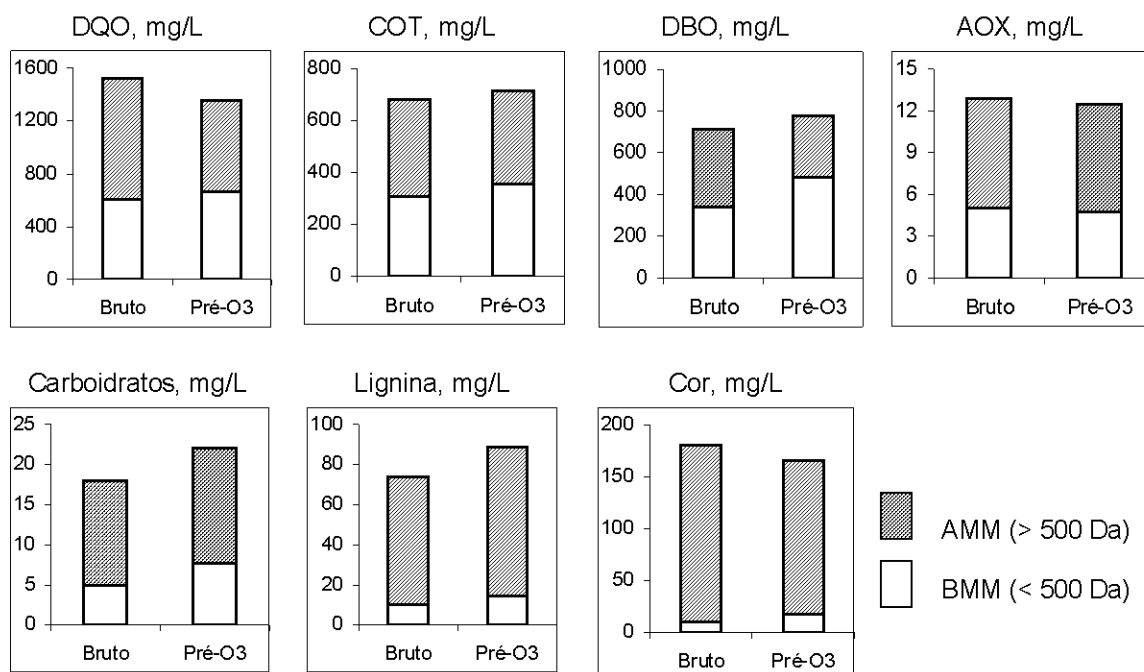 DQO, mg/L
1600
1200
800
400
0
Bruto
Pré-O3
COT, mg/L
800
600
400
200
0
Bruto
Pré-O3
DBO, mg/L
1000
800
600
400
200
0
Bruto
Pré-O3
AOX, mg/L
15
12
9
6
3
0
Bruto
Pré-O3
Carboidratos, mg/L
25
20
15
10
5
0
Bruto
Pré-O3
Lignina, mg/L
100
80
60
40
20
0
Bruto
Pré-O3
Cor, mg/L
200
150
100
50
0
Bruto
Pré-O3
AMM (> 500 Da)
BMM (< 500 Da)